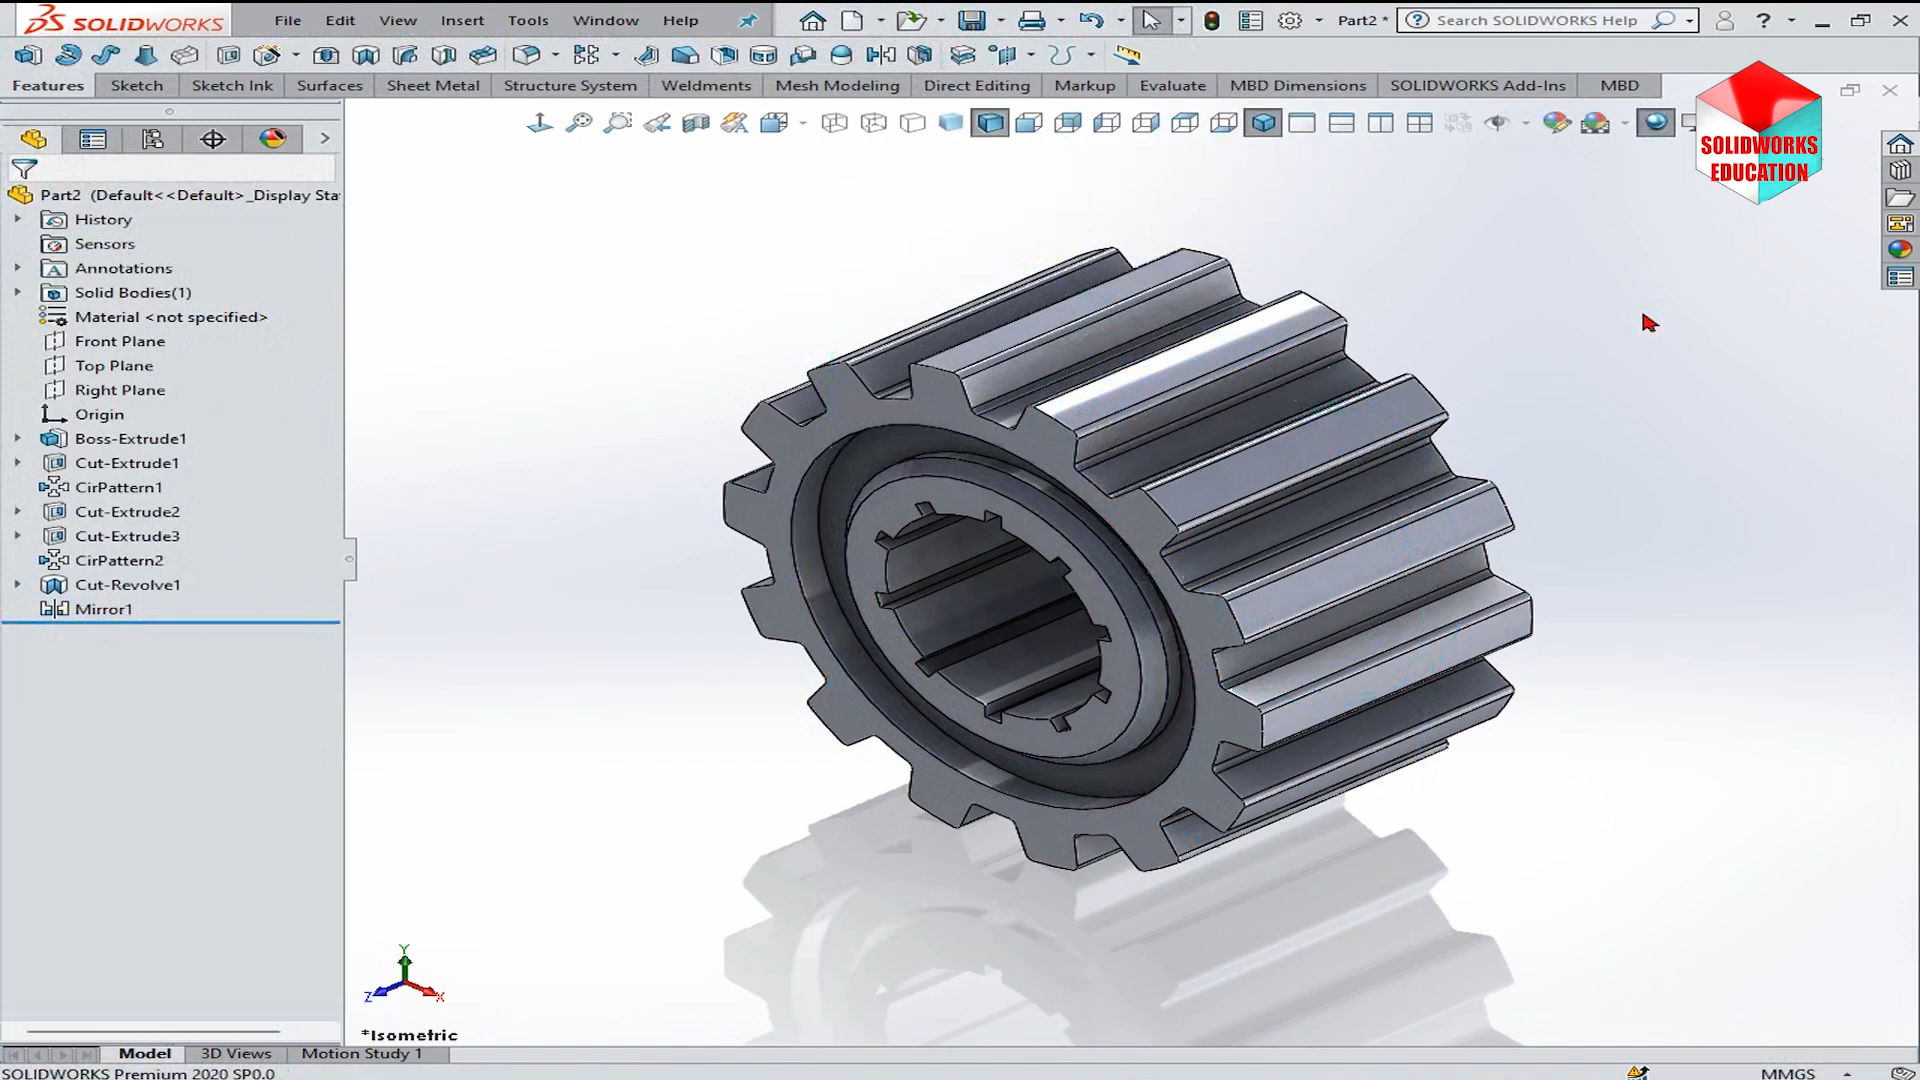 SOLIDWORKS File Edit View Insert Tools Window Help Part2 * Search SOLIDWORKS Help
Features Sketch Sketch Ink Surfaces Sheet Metal Structure System Weldments Mesh Modeling Direct Editing Markup Evaluate MBD Dimensions SOLIDWORKS Add-Ins MBD
SOLIDWORKS
EDUCATION
Part2 (Default<<Default>_Display Sta
History
Sensors
Annotations
Solid Bodies(1)
Material <not specified>
Front Plane
Top Plane
Right Plane
Origin
Boss-Extrude1
Cut-Extrude1
CirPattern1
Cut-Extrude2
Cut-Extrude3
CirPattern2
Cut-Revolve1
Mirror1
Y
Z X
*Isometric
Model 3D Views Motion Study 1
SOLIDWORKS Premium 2020 SP0.0 MMGS